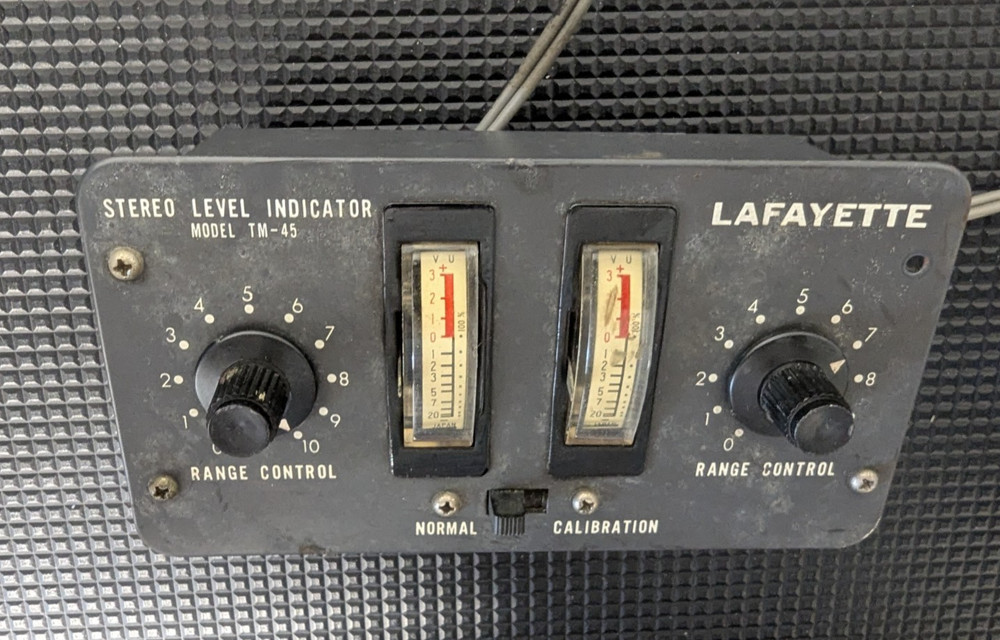 STEREO LEVEL INDICATOR
MODEL TM-45
LAFAYETTE
0 1 2 3 4 5 6 7 8 9 10
RANGE CONTROL
VU
3 +
2
1
0
100%
1
2
3
5
7
20
JAPAN
VU
3 +
2
1
0
100%
1
2
3
5
7
20
0 1 2 3 4 5 6 7 8
RANGE CONTROL
NORMAL
CALIBRATION